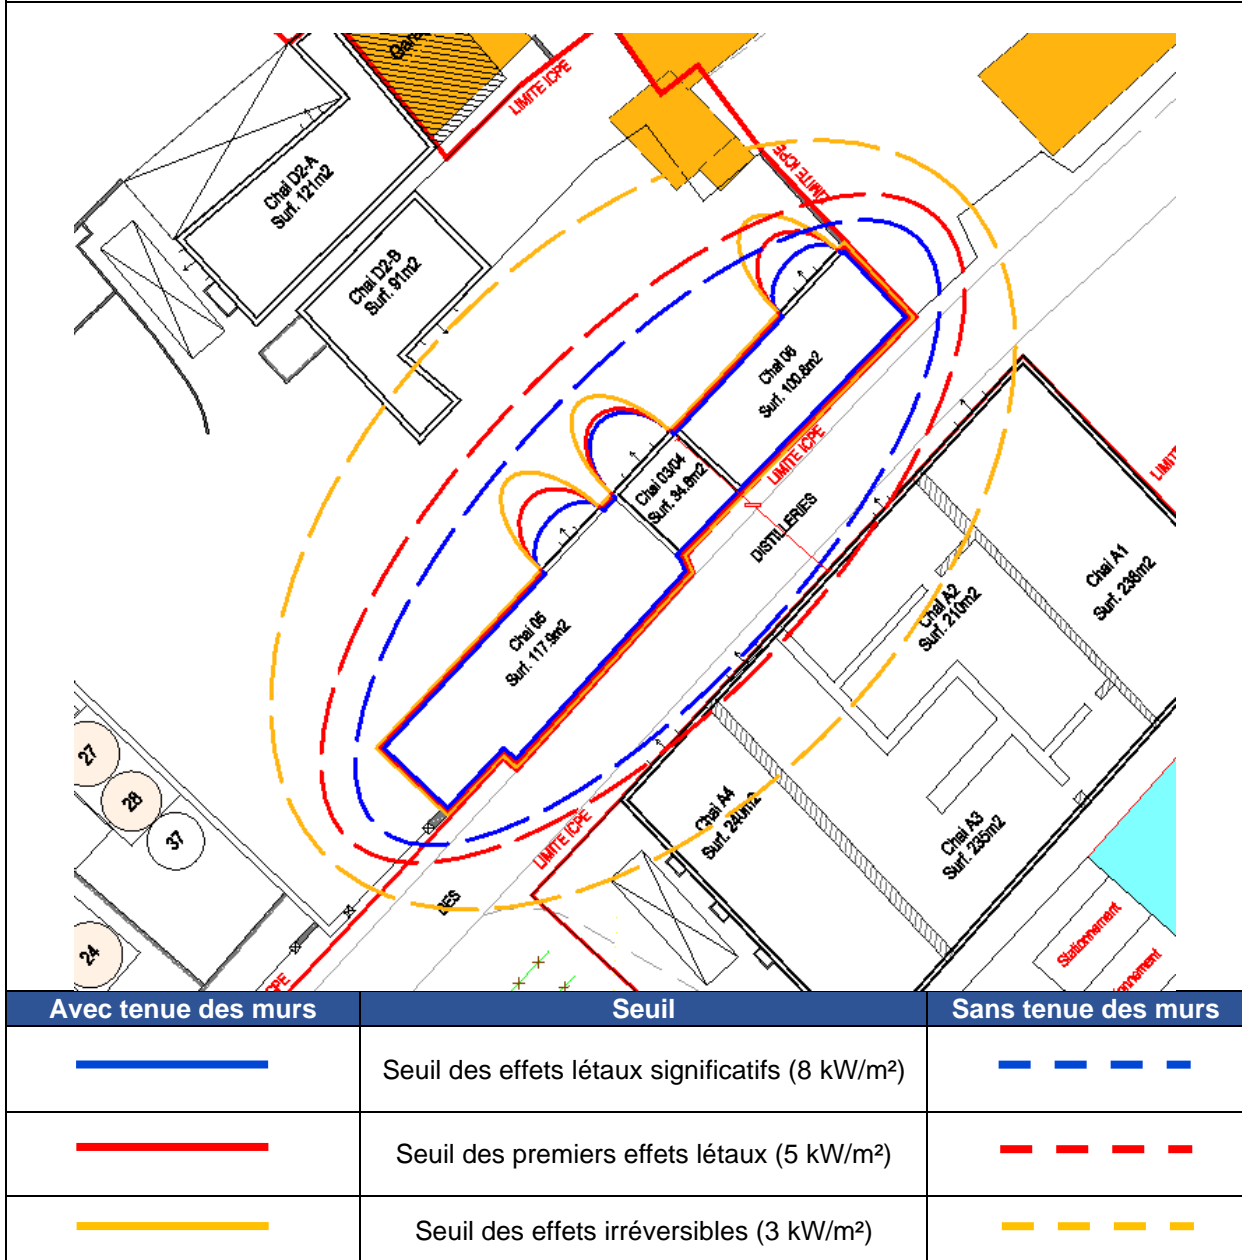 LIMITE ICPE
LIMITE ICPE
Chai D2-A
Surf. 121m2
Chai D2-B
Surf. 91m2
Chai 06
Surf. 100.8m2
Chai 03/04
Surf. 34.8m2
LIMITE ICPE
DISTILLERIES
Chai 05
Surf. 117.9m2
Chai A1
Surf. 238m2
Chai A2
Surf. 210m2
Chai A4
Surf. 240m2
Chai A3
Surf. 235m2
LIMITE ICPE
27
28
37
24
Stationnement
Avec tenue des murs
Seuil
Sans tenue des murs
Seuil des effets létaux significatifs (8 kW/m²)
Seuil des premiers effets létaux (5 kW/m²)
Seuil des effets irréversibles (3 kW/m²)